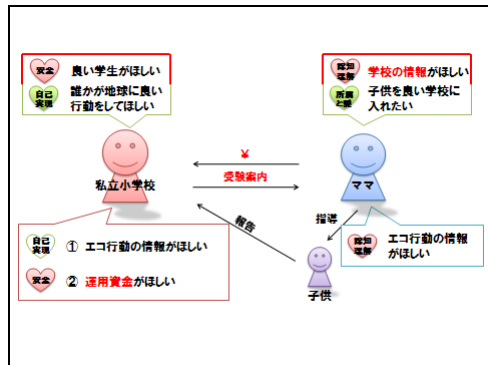 安全 良い学生がほしい
自己
実現
誰かが地球に良い
行動をしてほしい
認知
理解
学校の情報がほしい
所属
と愛
子供を良い学校に
入れたい
¥
受験案内
私立小学校
ママ
報告
指導
子供
自己
実現
① エコ行動の情報がほしい
安全 ② 運用資金がほしい
認知
理解
エコ行動の情報
がほしい